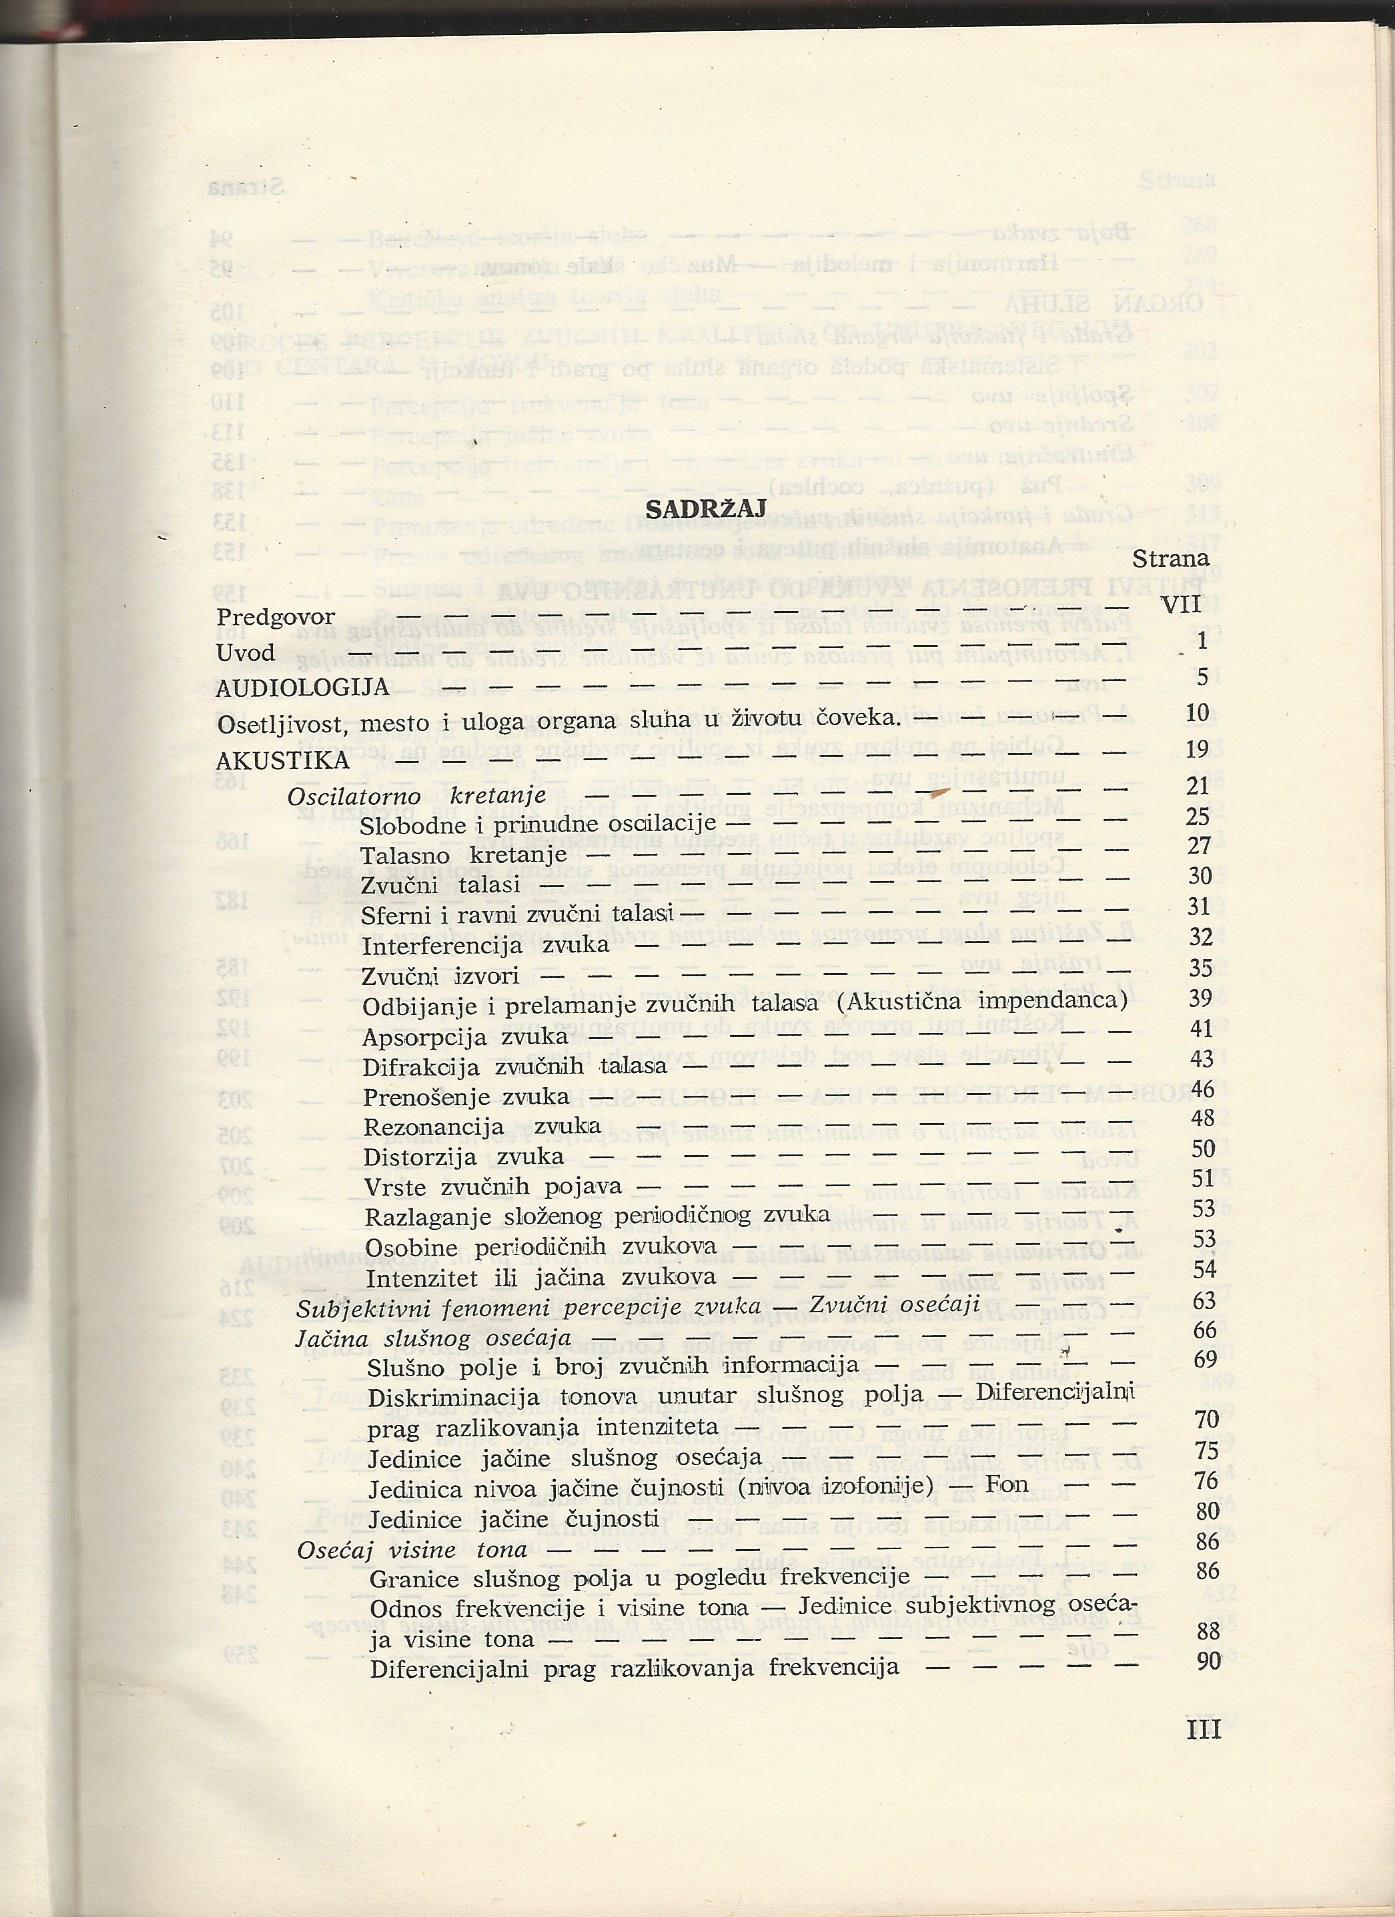 SADRŽAJ
Strana
Predgovor — — — — — — — — — — — — — — — — VII
Uvod — — — — — — — — — — — — — — — — — 1
AUDIOLOGIJA — — — — — — — — — — — — — — — 5
Osetljivost, mesto i uloga organa sluha u životu čoveka. — — — — — 10
AKUSTIKA — — — — — — — — — — — — — — — — 19
Oscilatorno kretanje — — — — — — — — — — — — 21
Slobodne i prinudne oscilacije — — — — — — — — — 25
Talasno kretanje — — — — — — — — — — — — 27
Zvučni talasi — — — — — — — — — — — — — 30
Sferni i ravni zvučni talasi — — — — — — — — — — 31
Interferencija zvuka — — — — — — — — — — — 32
Zvučni izvori — — — — — — — — — — — — — 35
Odbijanje i prelamanje zvučnih talasa (Akustična impendanca) 39
Apsorpcija zvuka — — — — — — — — — — — — 41
Difrakcija zvučnih talasa — — — — — — — — — — 43
Prenošenje zvuka — — — — — — — — — — — — 46
Rezonancija zvuka — — — — — — — — — — — 48
Distorzija zvuka — — — — — — — — — — — — 50
Vrste zvučnih pojava — — — — — — — — — — — 51
Razlaganje složenog periodičnog zvuka — — — — — — 53
Osobine periodičnih zvukova — — — — — — — — — 53
Intenzitet ili jačina zvukova — — — — — — — — — 54
Subjektivni fenomeni percepcije zvuka — Zvučni osećaji — — — 63
Jačina slušnog osećaja — — — — — — — — — — — — 66
Slušno polje i broj zvučnih informacija — — — — — — 69
Diskriminacija tonova unutar slušnog polja — Diferencijalni
prag razlikovanja intenziteta — — — — — — — — — 70
Jedinice jačine slušnog osećaja — — — — — — — — 75
Jedinica nivoa jačine čujnosti (nivoa izofonije) — Fon — — 76
Jedinice jačine čujnosti — — — — — — — — — — 80
Osećaj visine tona — — — — — — — — — — — — — 86
Granice slušnog polja u pogledu frekvencije — — — — — 86
Odnos frekvencije i visine tona — Jedinice subjektivnog oseća-
ja visine tona — — — — — — — — — — — — — 88
Diferencijalni prag razlikovanja frekvencija — — — — — 90
III